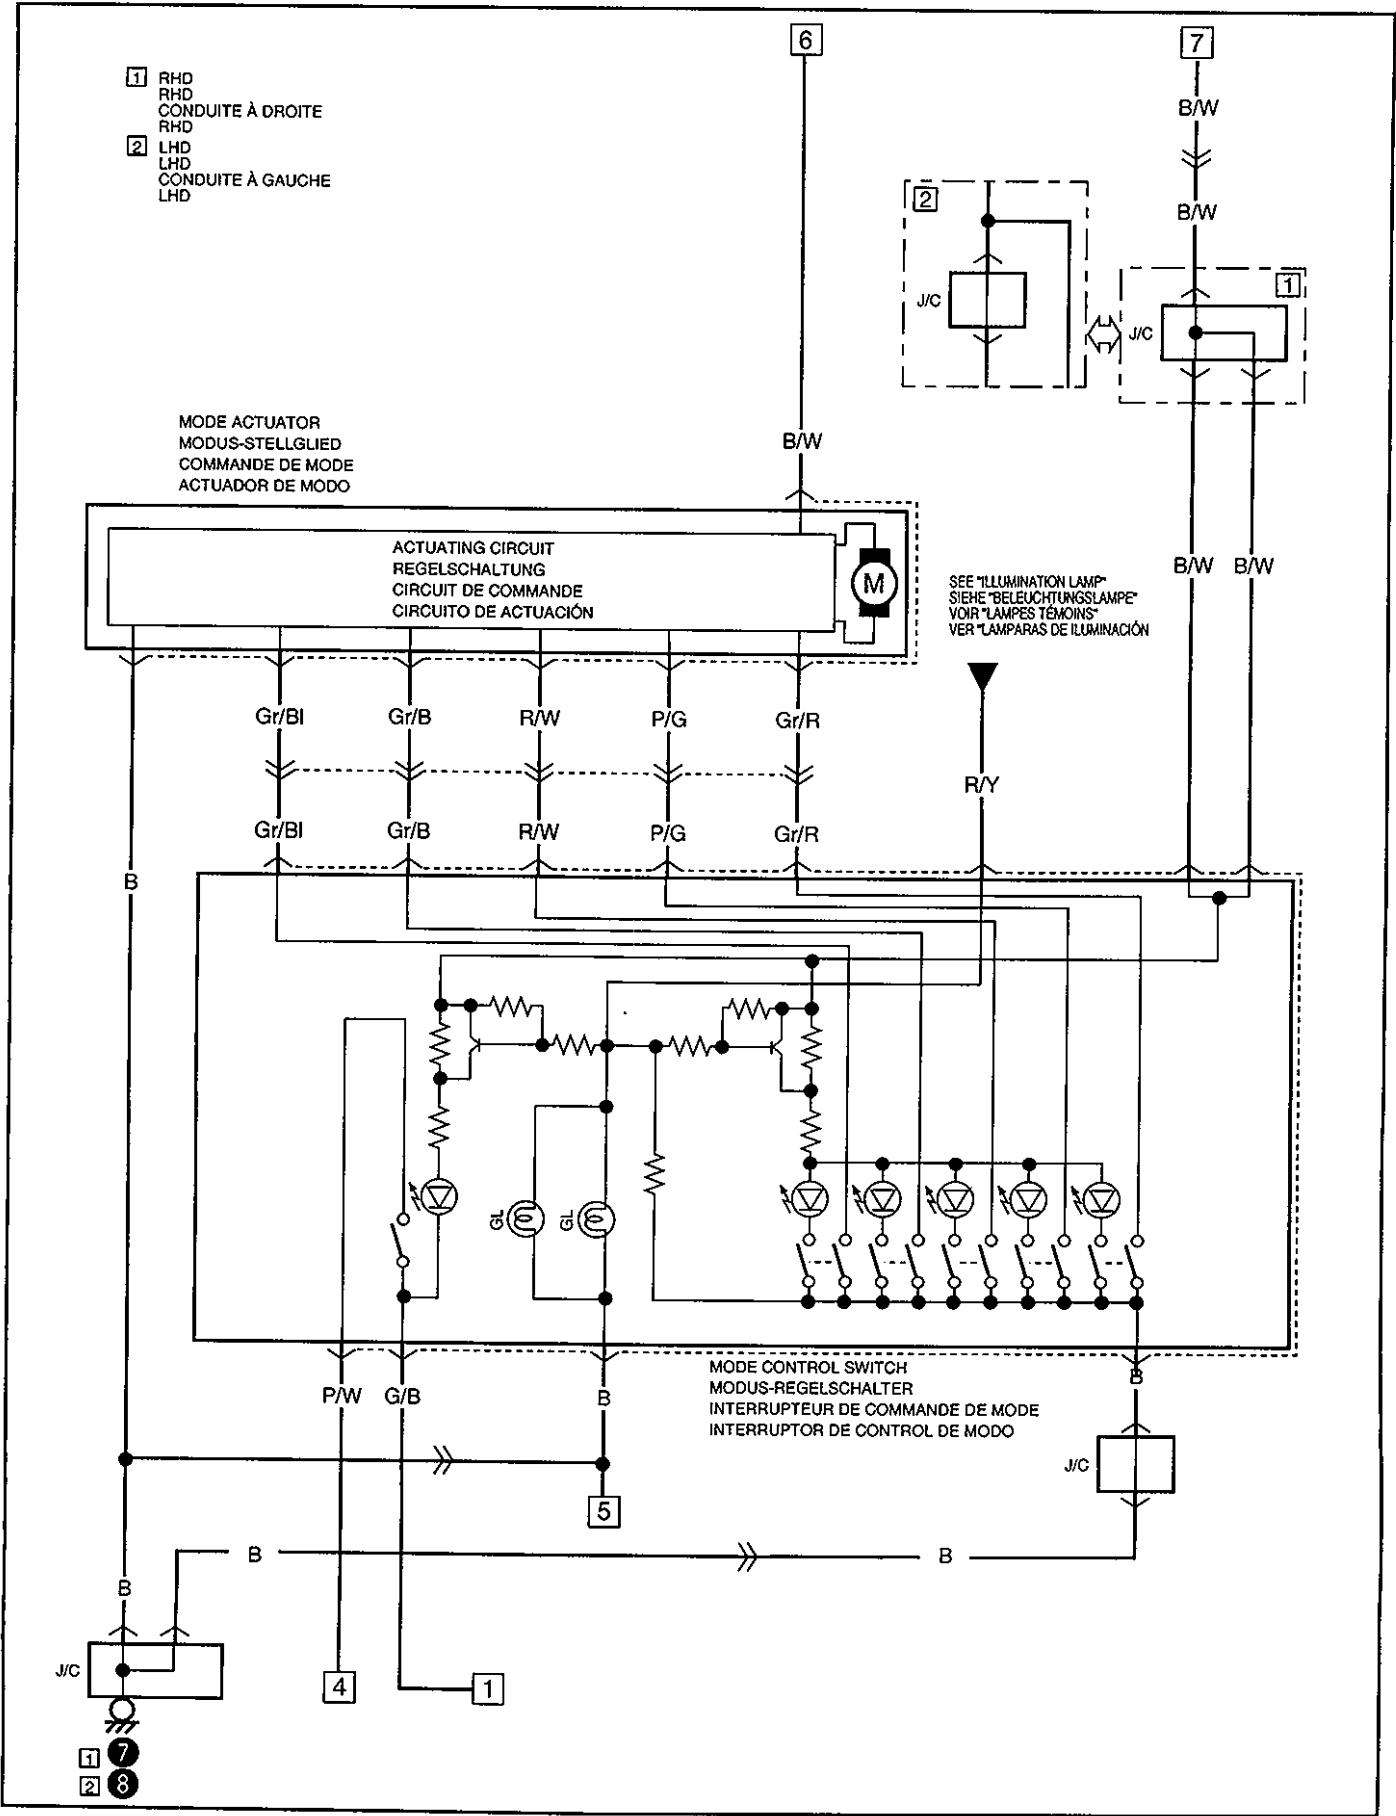 6
7
1 RHD
RHD
CONDUITE À DROITE
RHD
2 LHD
LHD
CONDUITE À GAUCHE
LHD
B/W
B/W
2
J/C
1
J/C
MODE ACTUATOR
MODUS-STELLGLIED
COMMANDE DE MODE
ACTUADOR DE MODO
B/W
ACTUATING CIRCUIT
REGELSCHALTUNG
CIRCUIT DE COMMANDE
CIRCUITO DE ACTUACIÓN
M
B/W B/W
SEE "ILLUMINATION LAMP"
SIEHE "BELEUCHTUNGSLAMPE"
VOIR "LAMPES TÉMOINS"
VER "LAMPARAS DE ILUMINACIÓN
Gr/Bl Gr/B R/W P/G Gr/R
R/Y
Gr/Bl Gr/B R/W P/G Gr/R
B
GL GL
MODE CONTROL SWITCH
MODUS-REGELSCHALTER
INTERRUPTEUR DE COMMANDE DE MODE
INTERRUPTOR DE CONTROL DE MODO
B
P/W G/B B
J/C
5
B B
B
J/C
4 1
1 7
2 8